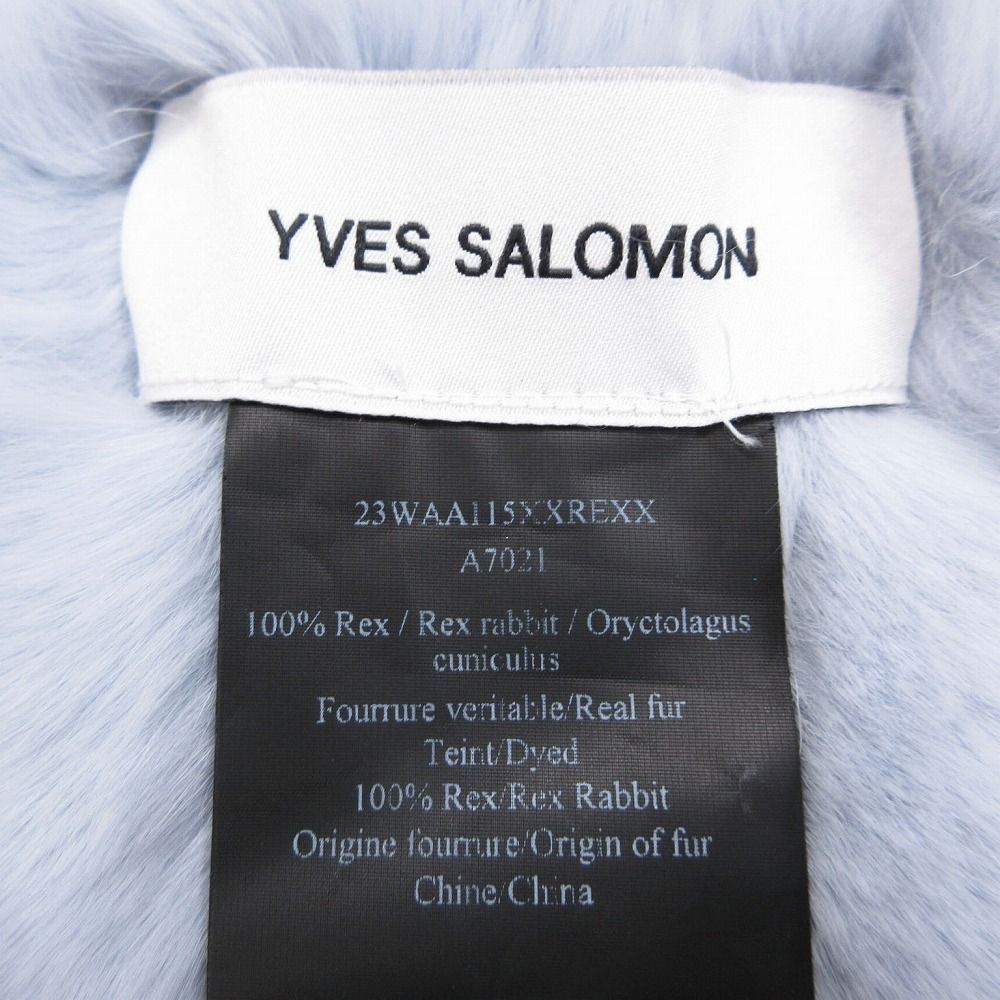 YVES SALOMON
23WAA115XXREXX
A7021
100% Rex / Rex rabbit / Oryctolagus
cuniculus
Fourrure veritable/Real fur
Teint/Dyed
100% Rex/Rex Rabbit
Origine fourrure/Origin of fur
Chine/China